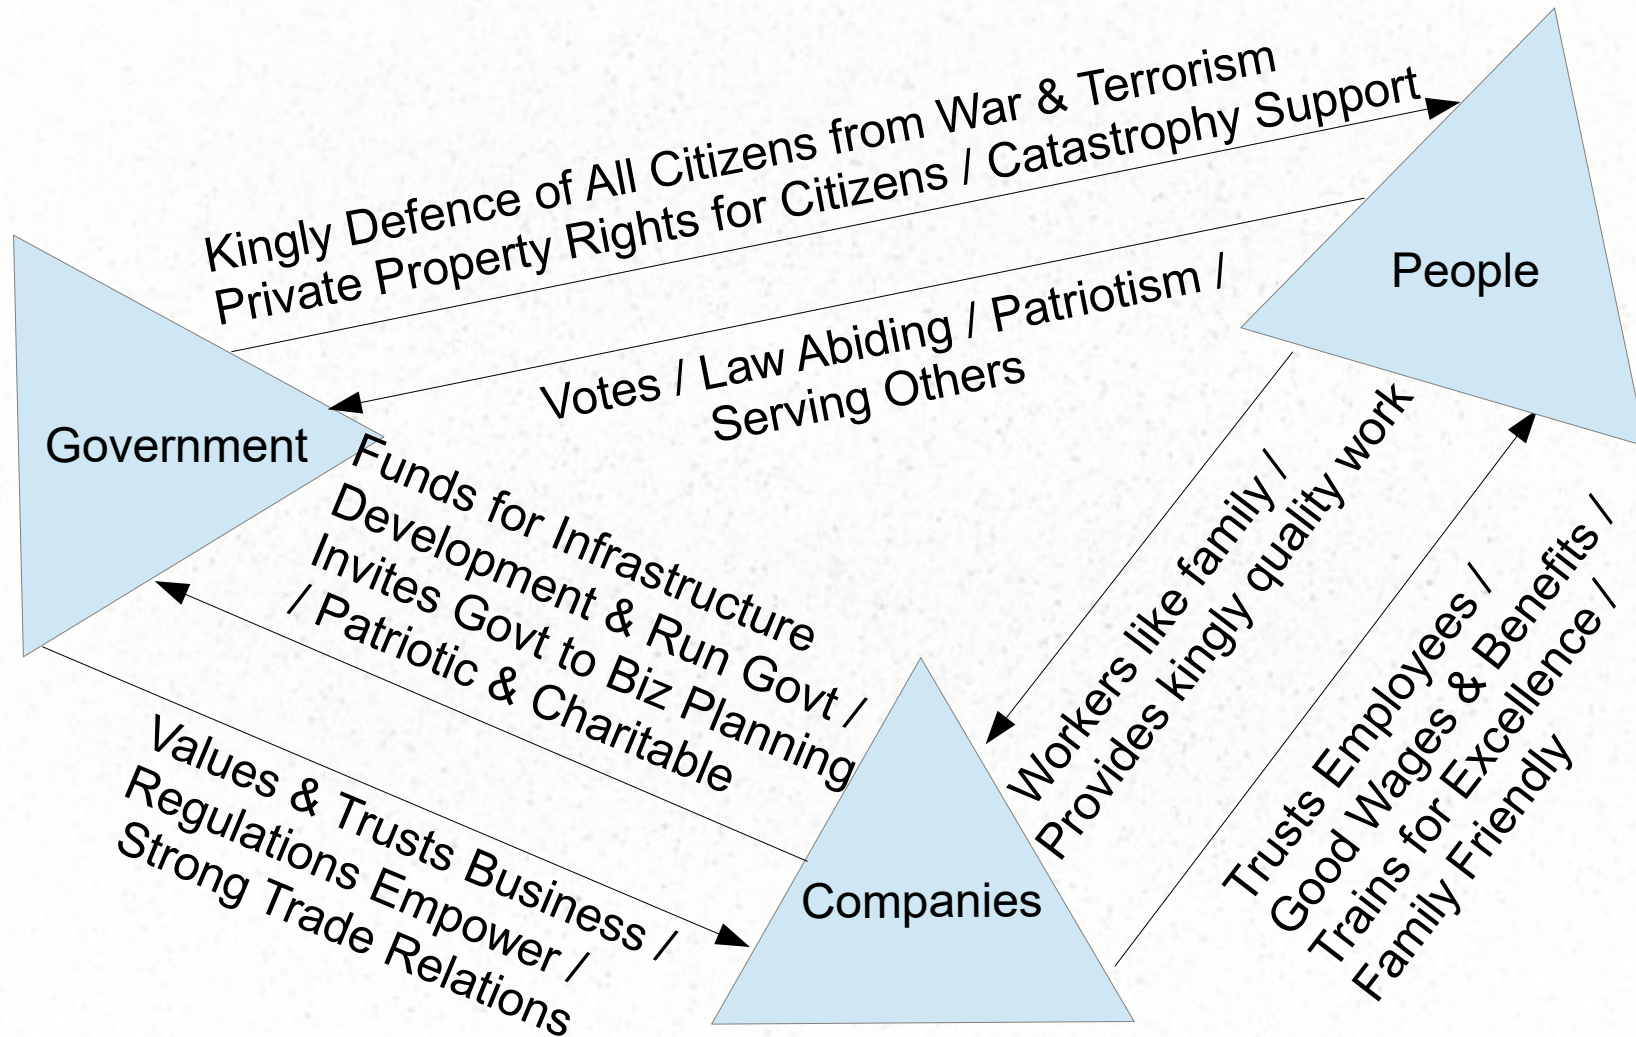 Kingly Defence of All Citizens from War & Terrorism
Private Property Rights for Citizens / Catastrophy Support
People
Votes / Law Abiding / Patriotism /
Serving Others
Government
Funds for Infrastructure
Development & Run Govt /
Invites Govt to Biz Planning
/ Patriotic & Charitable
Workers like family /
Provides kingly quality work
Trusts Employees /
Good Wages & Benefits /
Trains for Excellence /
Family Friendly
Values & Trusts Business /
Regulations Empower /
Strong Trade Relations
Companies